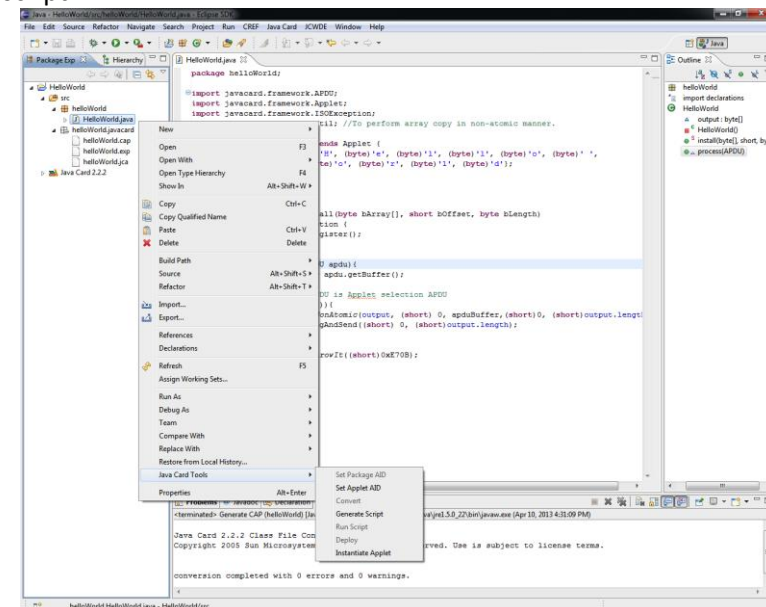 Java - HelloWorld/src/helloWorld/HelloWorld.java - Eclipse SDK
File Edit Source Refactor Navigate Search Project Run CREF Java Card JCWDE Window Help
Java
Package Exp
Hierarchy
HelloWorld.java
Outline
HelloWorld
src
helloWorld
HelloWorld.java
helloWorld.javacard
helloWorld.cap
helloWorld.exp
helloWorld.jca
Java Card 2.2.2
package helloWorld;
import javacard.framework.APDU;
import javacard.framework.Applet;
import javacard.framework.ISOException;
til; //To perform array copy in non-atomic manner.
ends Applet {
'H', (byte)'e', (byte)'l', (byte)'l', (byte)'o', (byte)' ',
te)'o', (byte)'r', (byte)'l', (byte)'d'};
all(byte bArray[], short bOffset, byte bLength)
tion {
gister();
U apdu){
apdu.getBuffer();
DU is Applet selection APDU
)){
onAtomic(output, (short) 0, apduBuffer,(short)0, (short)output.lengt
gAndSend((short) 0, (short)output.length);
rowIt((short)0xE70B);
New
Open F3
Open With
Open Type Hierarchy F4
Show In Alt+Shift+W
Copy Ctrl+C
Copy Qualified Name
Paste Ctrl+V
Delete Delete
Build Path
Source Alt+Shift+S
Refactor Alt+Shift+T
Import...
Export...
References
Declarations
Refresh F5
Assign Working Sets...
Run As
Debug As
Team
Compare With
Replace With
Restore from Local History...
Java Card Tools
Properties Alt+Enter
Set Package AID
Set Applet AID
Convert
Generate Script
Run Script
Deploy
Instantiate Applet
helloWorld
import declarations
HelloWorld
output : byte[]
HelloWorld()
install(byte[], short, by
process(APDU)
Problems Javadoc Declaration
<terminated> Generate CAP (helloWorld) [Ja va\jre1.5.0_22\bin\javaw.exe (Apr 10, 2013 4:31:09 PM)
Java Card 2.2.2 Class File Con
Copyright 2005 Sun Microsystem rved. Use is subject to license terms.
conversion completed with 0 errors and 0 warnings.